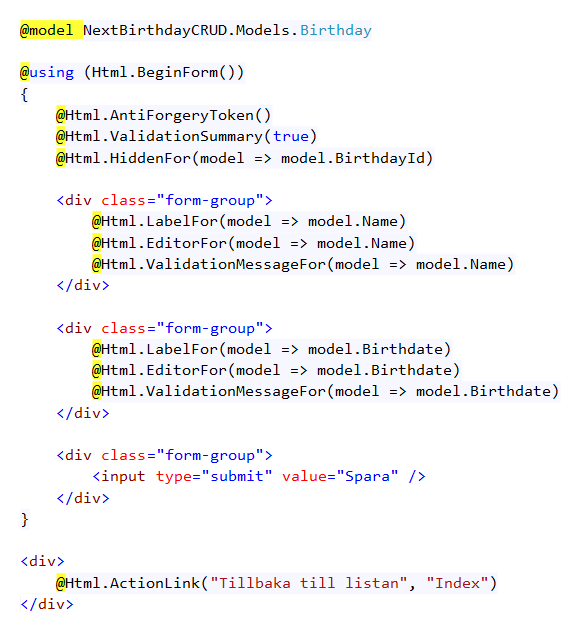 @model NextBirthdayCRUD.Models.Birthday

@using (Html.BeginForm())
{
    @Html.AntiForgeryToken()
    @Html.ValidationSummary(true)
    @Html.HiddenFor(model => model.BirthdayId)

    <div class="form-group">
        @Html.LabelFor(model => model.Name)
        @Html.EditorFor(model => model.Name)
        @Html.ValidationMessageFor(model => model.Name)
    </div>

    <div class="form-group">
        @Html.LabelFor(model => model.Birthdate)
        @Html.EditorFor(model => model.Birthdate)
        @Html.ValidationMessageFor(model => model.Birthdate)
    </div>

    <div class="form-group">
        <input type="submit" value="Spara" />
    </div>
}

<div>
    @Html.ActionLink("Tillbaka till listan", "Index")
</div>